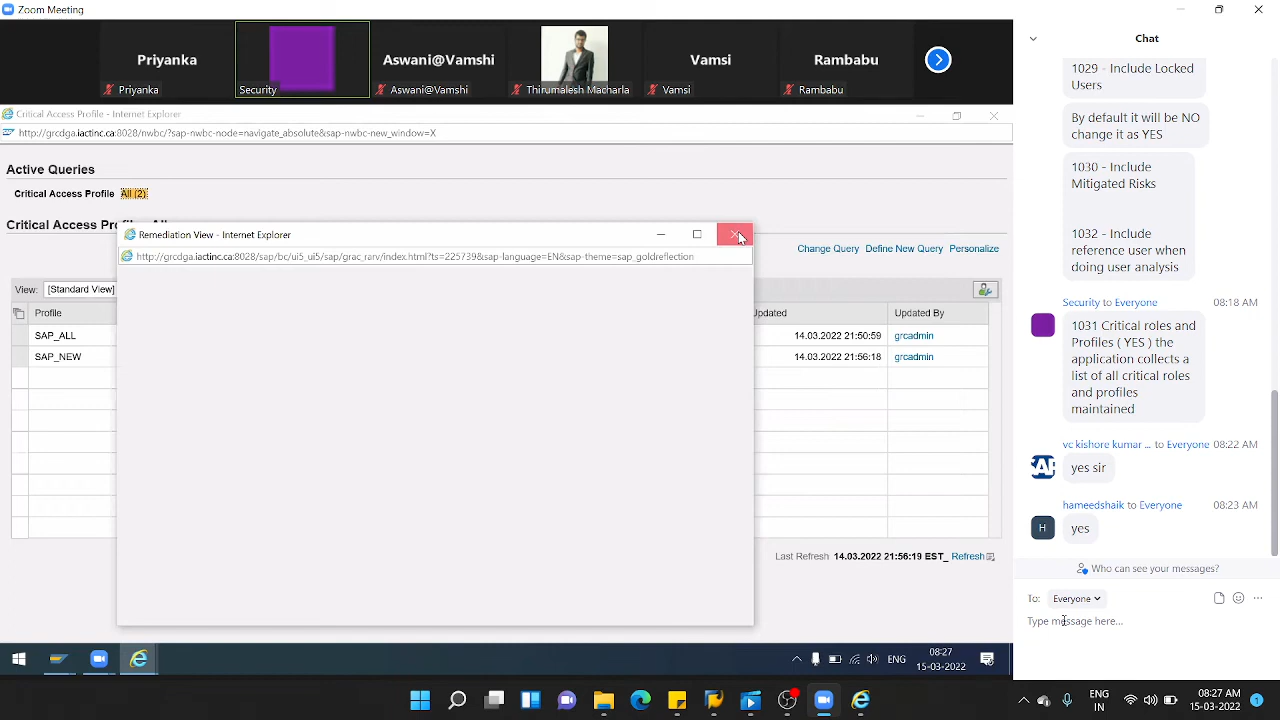 Zoom Meeting
Priyanka
Aswani@Vamshi
Vamsi
Rambabu
Priyanka
Security
Aswani@Vamshi
Thirumalesh Macharla
Vamsi
Rambabu
Critical Access Profile - Internet Explorer
http://grcdga.iactinc.ca:8028/nwbc/?sap-nwbc-node=navigate_absolute&sap-nwbc-new_window=X
Active Queries
Critical Access Profile All (2)
Critical Access
Change Query Define New Query Personalize
View: [Standard View]
Profile
Updated
Updated By
SAP_ALL
14.03.2022 21:50:59
grcadmin
SAP_NEW
14.03.2022 21:56:18
grcadmin
Last Refresh 14.03.2022 21:56:19 EST_ Refresh
Remediation View - Internet Explorer
http://grcdga.iactinc.ca:8028/sap/bc/ui5_ui5/sap/grac_rarv/index.html?ts=225739&sap-language=EN&sap-theme=sap_goldreflection
ENG
08:27
15-03-2022
Chat
1029 - Include Locked
Users
By default it will be NO
change it as YES
1030 - Include
Mitigated Risks
1032 - Include
reference user when
doing user analysis
Security to Everyone 08:18 AM
1031 Critical roles and
Profiles ( YES ) the
application collects a
list of all critical roles
and profiles
maintained
vc kishore kumar ... to Everyone 08:22 AM
SAP
yes sir
hameedshaik to Everyone 08:23 AM
H
yes
Who can see your messages?
To: Everyone
Type message here...
ENG
IN
08:27 AM
15-03-2022
1